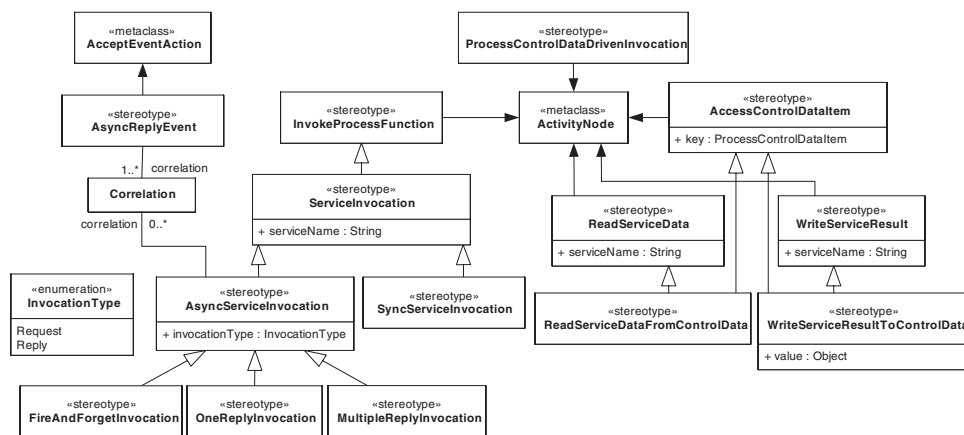 «metaclass»
AcceptEventAction
«stereotype»
ProcessControlDataDrivenInvocation
«stereotype»
AsyncReplyEvent
«stereotype»
InvokeProcessFunction
«metaclass»
ActivityNode
«stereotype»
AccessControlDataItem
+ key : ProcessControlDataItem
1..* correlation
Correlation
correlation 0..*
«stereotype»
ServiceInvocation
+ serviceName : String
«stereotype»
ReadServiceData
+ serviceName : String
«stereotype»
WriteServiceResult
+ serviceName : String
«enumeration»
InvocationType
Request
Reply
«stereotype»
AsyncServiceInvocation
+ invocationType : InvocationType
«stereotype»
SyncServiceInvocation
«stereotype»
ReadServiceDataFromControlData
«stereotype»
WriteServiceResultToControlData
+ value : Object
«stereotype»
FireAndForgetInvocation
«stereotype»
OneReplyInvocation
«stereotype»
MultipleReplyInvocation